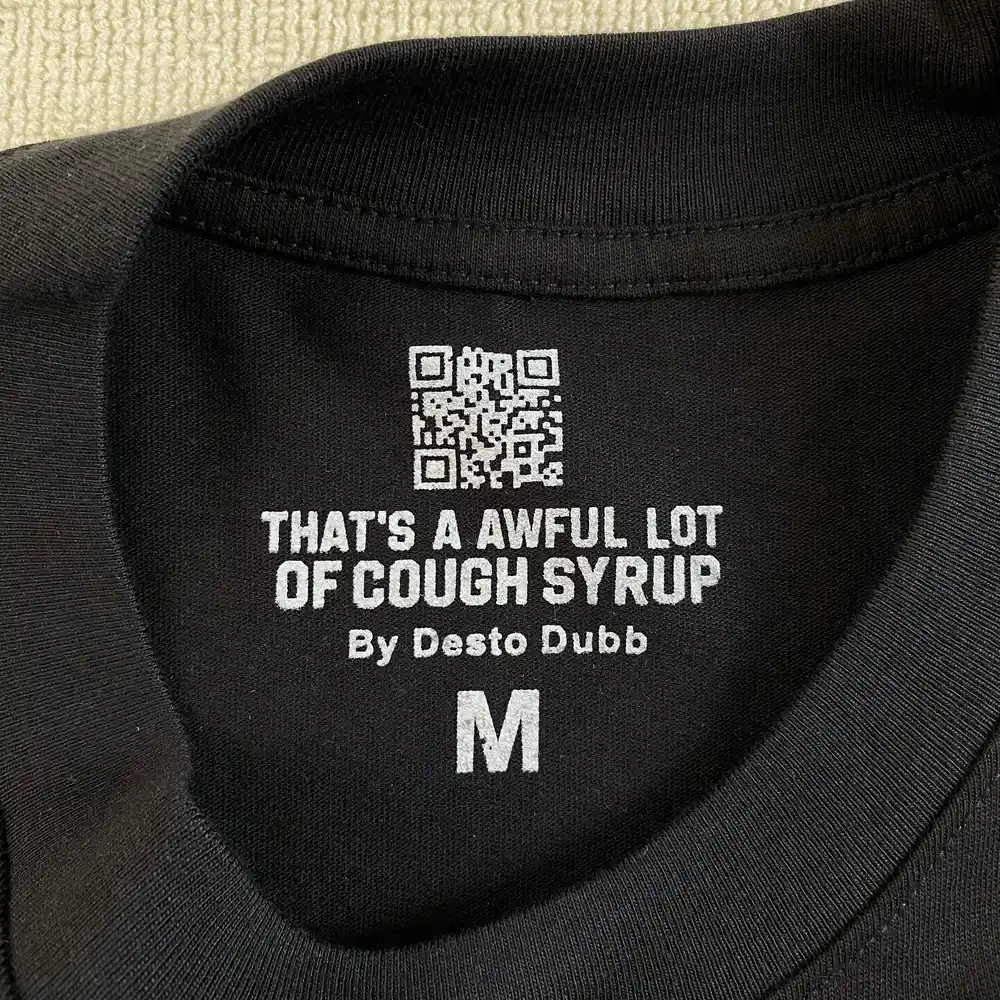 THAT'S A AWFUL LOT
OF COUGH SYRUP
By Desto Dubb
M